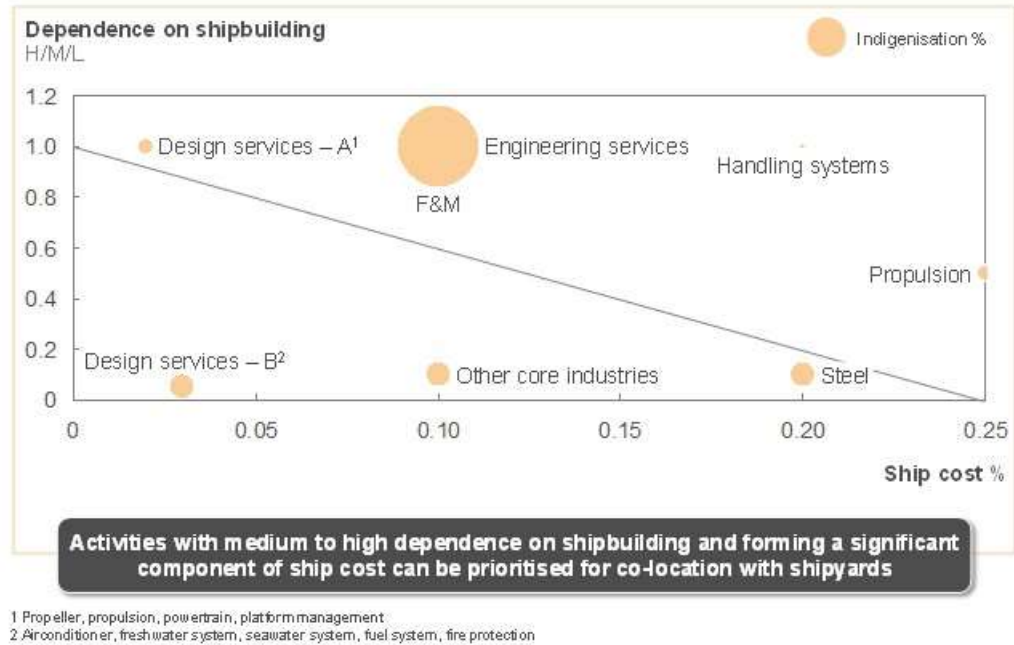 Dependence on shipbuilding
H/M/L
Indigenisation %
1.2
1.0
0.8
0.6
0.4
0.2
0
Design services – A¹
Engineering services
Handling systems
F&M
Propulsion
Design services – B²
Other core industries
Steel
0 0.05 0.10 0.15 0.20 0.25
Ship cost %
Activities with medium to high dependence on shipbuilding and forming a significant
component of ship cost can be prioritised for co-location with shipyards
1 Propeller, propulsion, powertrain, platform management
2 Airconditioner, freshwater system, seawater system, fuel system, fire protection